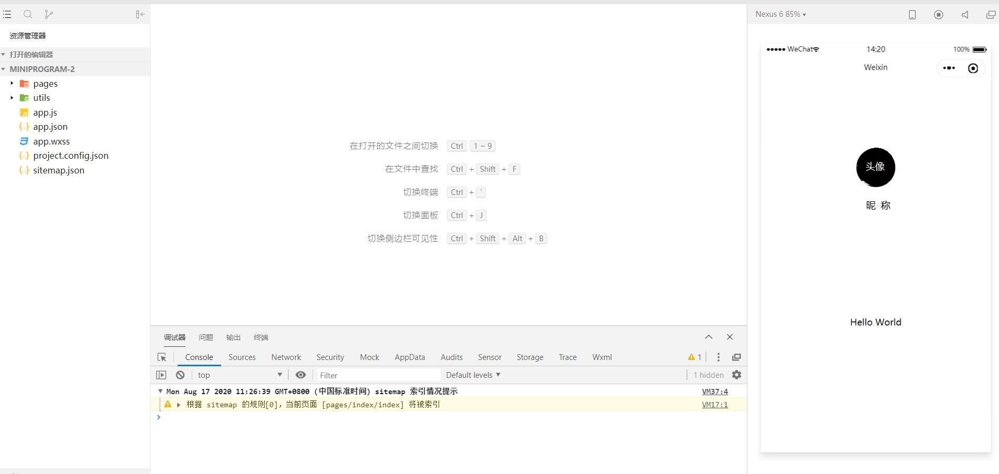 资源管理器
打开的编辑器
MINIPROGRAM-2
pages
utils
app.js
app.json
app.wxss
project.config.json
sitemap.json
在打开的文件之间切换 Ctrl 1 ~ 9
在文件中查找 Ctrl + Shift + F
切换终端 Ctrl + `
切换面板 Ctrl + J
切换侧边栏可见性 Ctrl + Shift + Alt + B
调试器 问题 输出 终端
Console Sources Network Security Mock AppData Audits Sensor Storage Trace Wxml 1
top Filter Default levels 1 hidden
Mon Aug 17 2020 11:26:39 GMT+0800 (中国标准时间) sitemap 索引情况提示 VM37:4
根据 sitemap 的规则[0]，当前页面 [pages/index/index] 将被索引 VM17:1
Nexus 6 85%
WeChat 14:20 100%
Weixin
头像
昵 称
Hello World